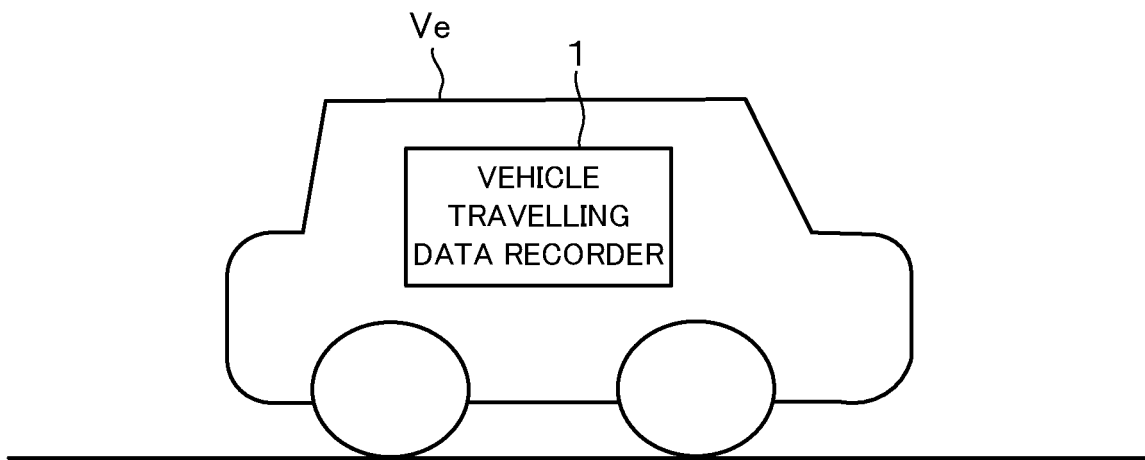 Ve
1
VEHICLE
TRAVELLING
DATA RECORDER